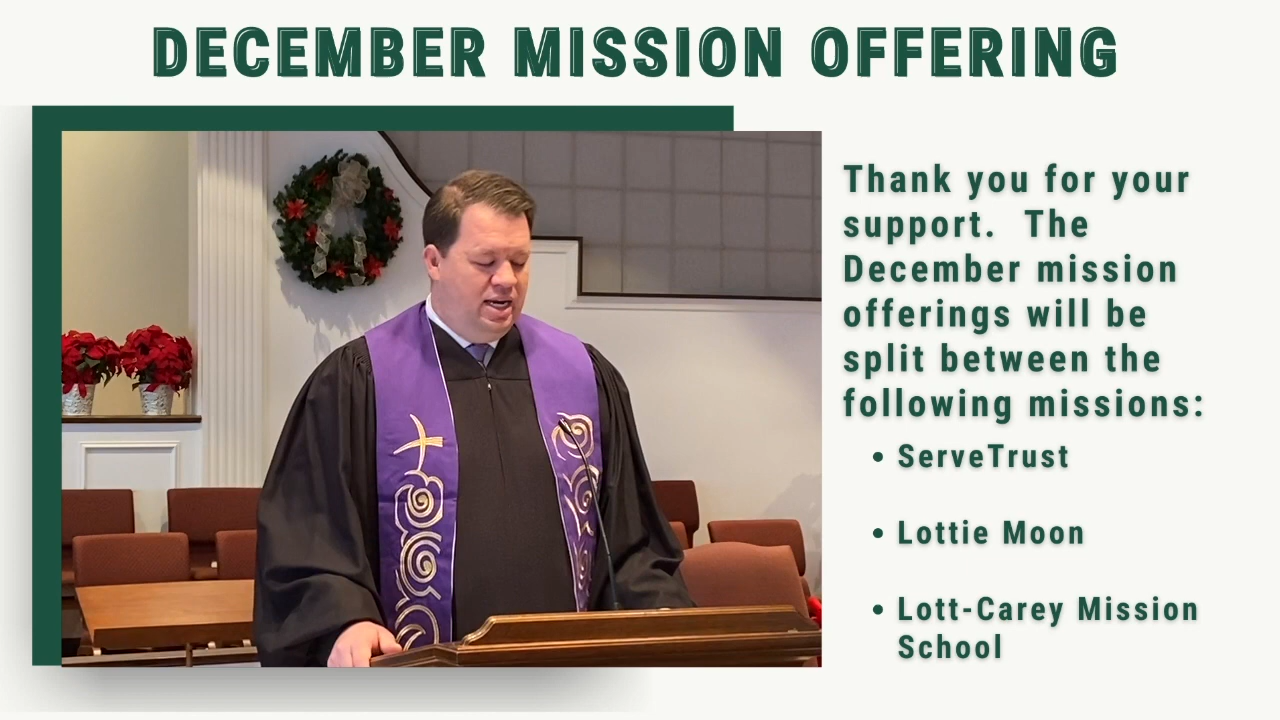 DECEMBER MISSION OFFERING
Thank you for your
support.  The
December mission
offerings will be
split between the
following missions:
• ServeTrust
• Lottie Moon
• Lott-Carey Mission
School